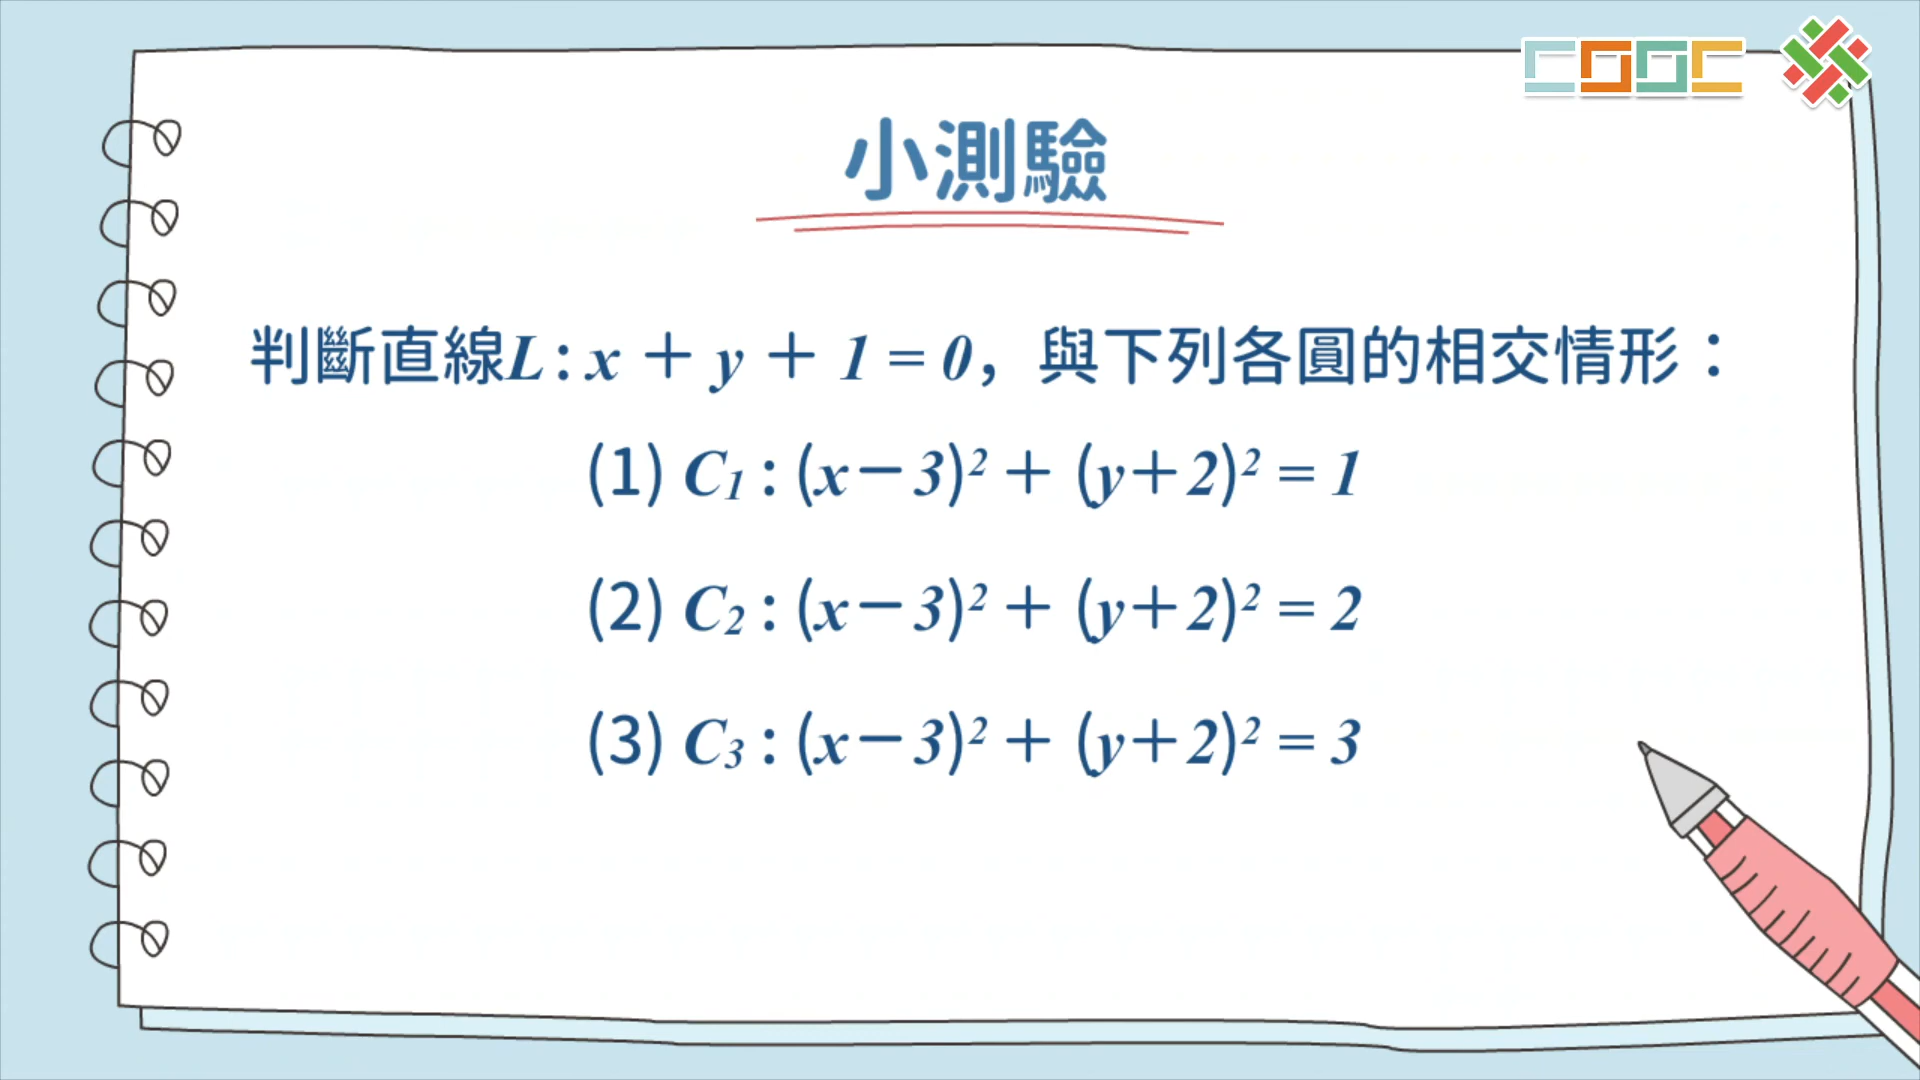 COOC
小測驗
判斷直線L : x + y + 1 = 0，與下列各圓的相交情形：
(1) C₁ : (x－3)² + (y+2)² = 1
(2) C₂ : (x－3)² + (y+2)² = 2
(3) C₃ : (x－3)² + (y+2)² = 3